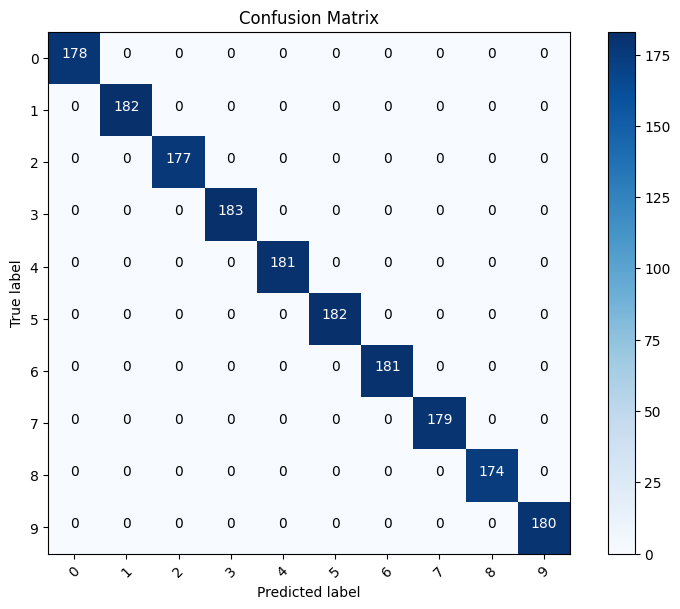 Confusion Matrix
0 178 0 0 0 0 0 0 0 0 0
1 0 182 0 0 0 0 0 0 0 0
2 0 0 177 0 0 0 0 0 0 0
3 0 0 0 183 0 0 0 0 0 0
4 0 0 0 0 181 0 0 0 0 0
5 0 0 0 0 0 182 0 0 0 0
6 0 0 0 0 0 0 181 0 0 0
7 0 0 0 0 0 0 0 179 0 0
8 0 0 0 0 0 0 0 0 174 0
9 0 0 0 0 0 0 0 0 0 180
0 1 2 3 4 5 6 7 8 9
Predicted label
True label
175
150
125
100
75
50
25
0